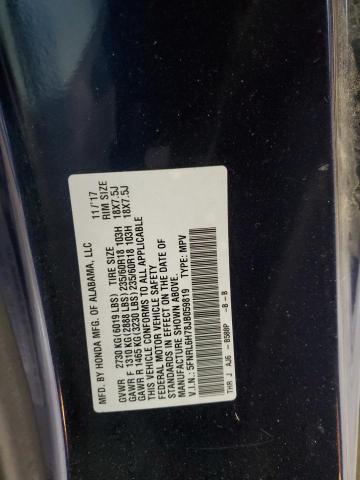 MFD. BY HONDA MFG. OF ALABAMA, LLC 11/'17
TIRE SIZE RIM SIZE
GVWR 2730 KG(6019 LBS)
GAWR F 1310 KG(2888 LBS) 235/60R18 103H 18X7.5J
GAWR R 1465 KG(3230 LBS) 235/60R18 103H 18X7.5J
THIS VEHICLE CONFORMS TO ALL APPLICABLE
FEDERAL MOTOR VEHICLE SAFETY
STANDARDS IN EFFECT ON THE DATE OF
MANUFACTURE SHOWN ABOVE.
V.I.N.: 5FNRL6H78JB059819 TYPE: MPV
THR J AJ6 -B588P -B -B